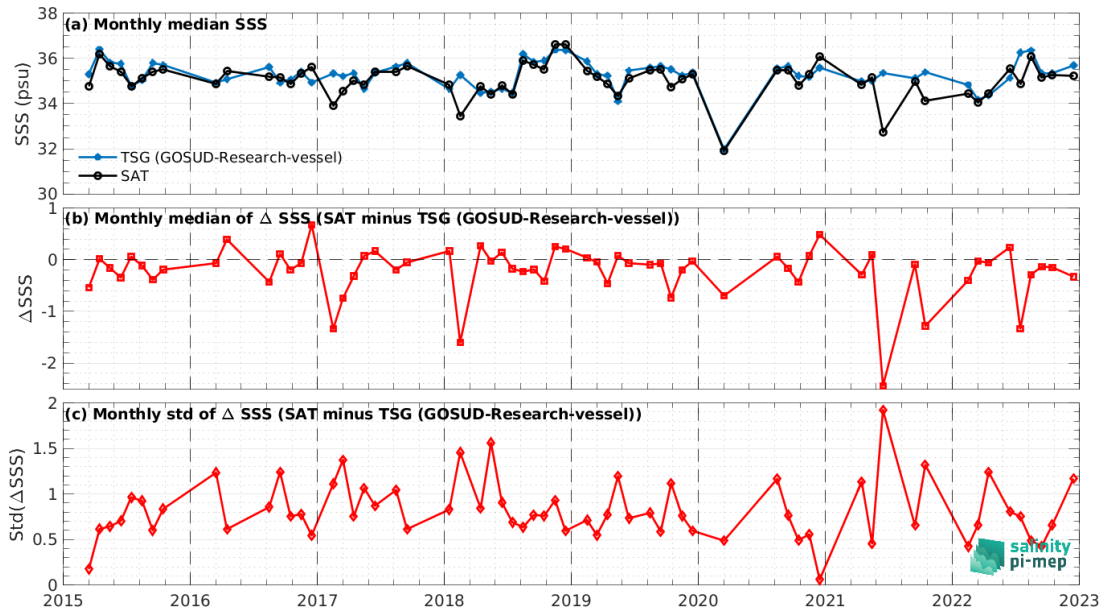 (a) Monthly median SSS
38
36
34
32
30
SSS (psu)
TSG (GOSUD-Research-vessel)
SAT
(b) Monthly median of Δ SSS (SAT minus TSG (GOSUD-Research-vessel))
1
0
-1
-2
ΔSSS
(c) Monthly std of Δ SSS (SAT minus TSG (GOSUD-Research-vessel))
2
1.5
1
0.5
0
Std(ΔSSS)
salinity
pi-mep
2015 2016 2017 2018 2019 2020 2021 2022 2023